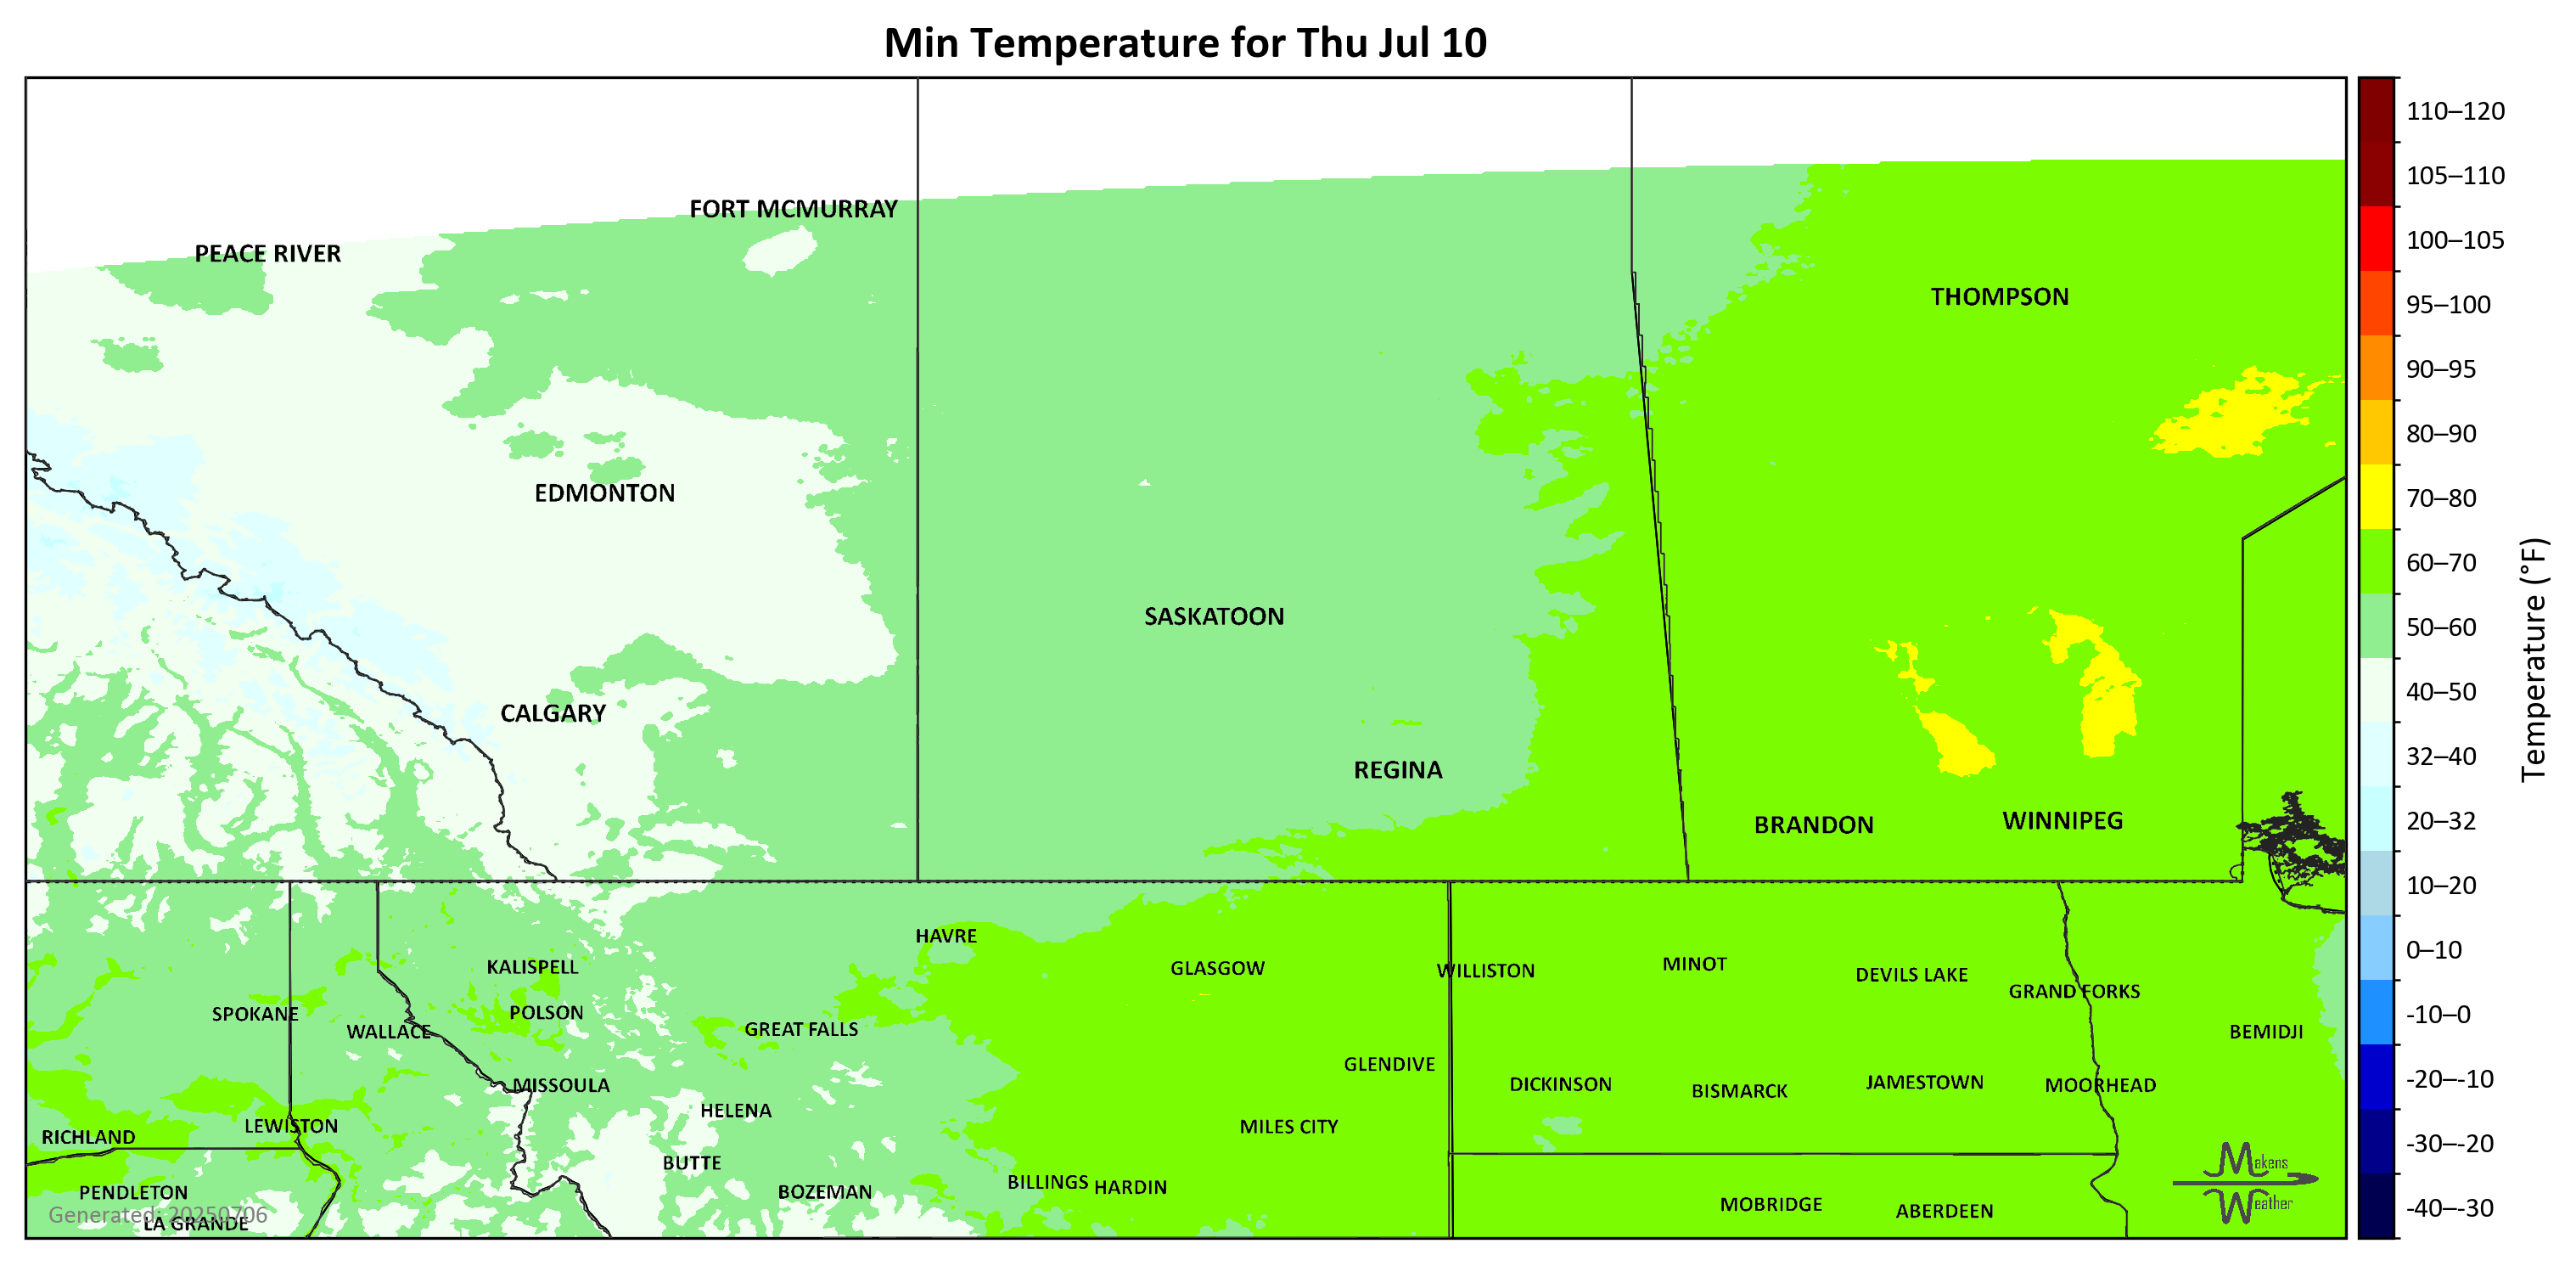 Min Temperature for Thu Jul 10
110–120
105–110
100–105
95–100
90–95
80–90
70–80
60–70
50–60
40–50
32–40
20–32
10–20
0–10
-10–0
-20–-10
-30–-20
-40–-30
Temperature (°F)
FORT MCMURRAY
PEACE RIVER
THOMPSON
EDMONTON
SASKATOON
CALGARY
REGINA
BRANDON
WINNIPEG
HAVRE
KALISPELL
GLASGOW
WILLISTON
MINOT
DEVILS LAKE
GRAND FORKS
SPOKANE
POLSON
WALLACE
GREAT FALLS
BEMIDJI
GLENDIVE
MISSOULA
DICKINSON
BISMARCK
JAMESTOWN
MOORHEAD
HELENA
LEWISTON
MILES CITY
RICHLAND
BUTTE
PENDLETON
BOZEMAN
BILLINGS
HARDIN
MOBRIDGE
ABERDEEN
LA GRANDE
Generated: 20250706
Makens
Weather